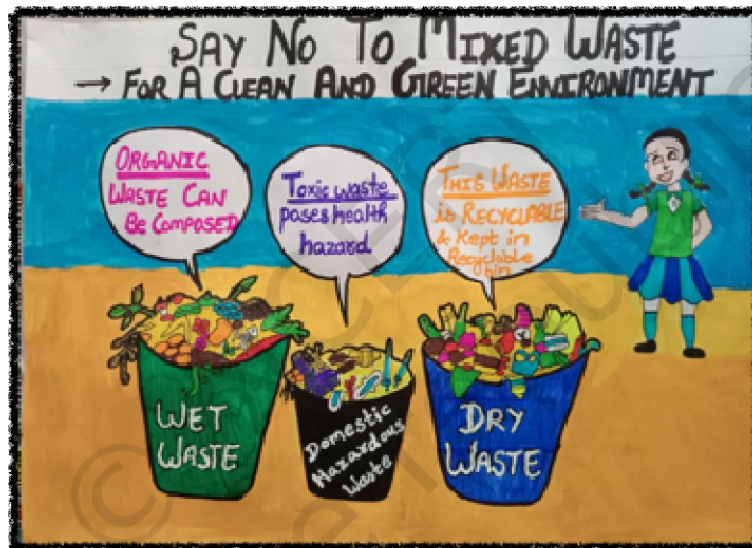 SAY NO TO MIXED WASTE
→ FOR A CLEAN AND GREEN ENVIRONMENT
ORGANIC
WASTE CAN
BE COMPOSED
Toxic waste
poses Health
hazard
THIS WASTE
is RECYCLABLE
& Kept in
Recyclable
bin
WET
WASTE
Domestic
Hazardous
Waste
DRY
WASTE